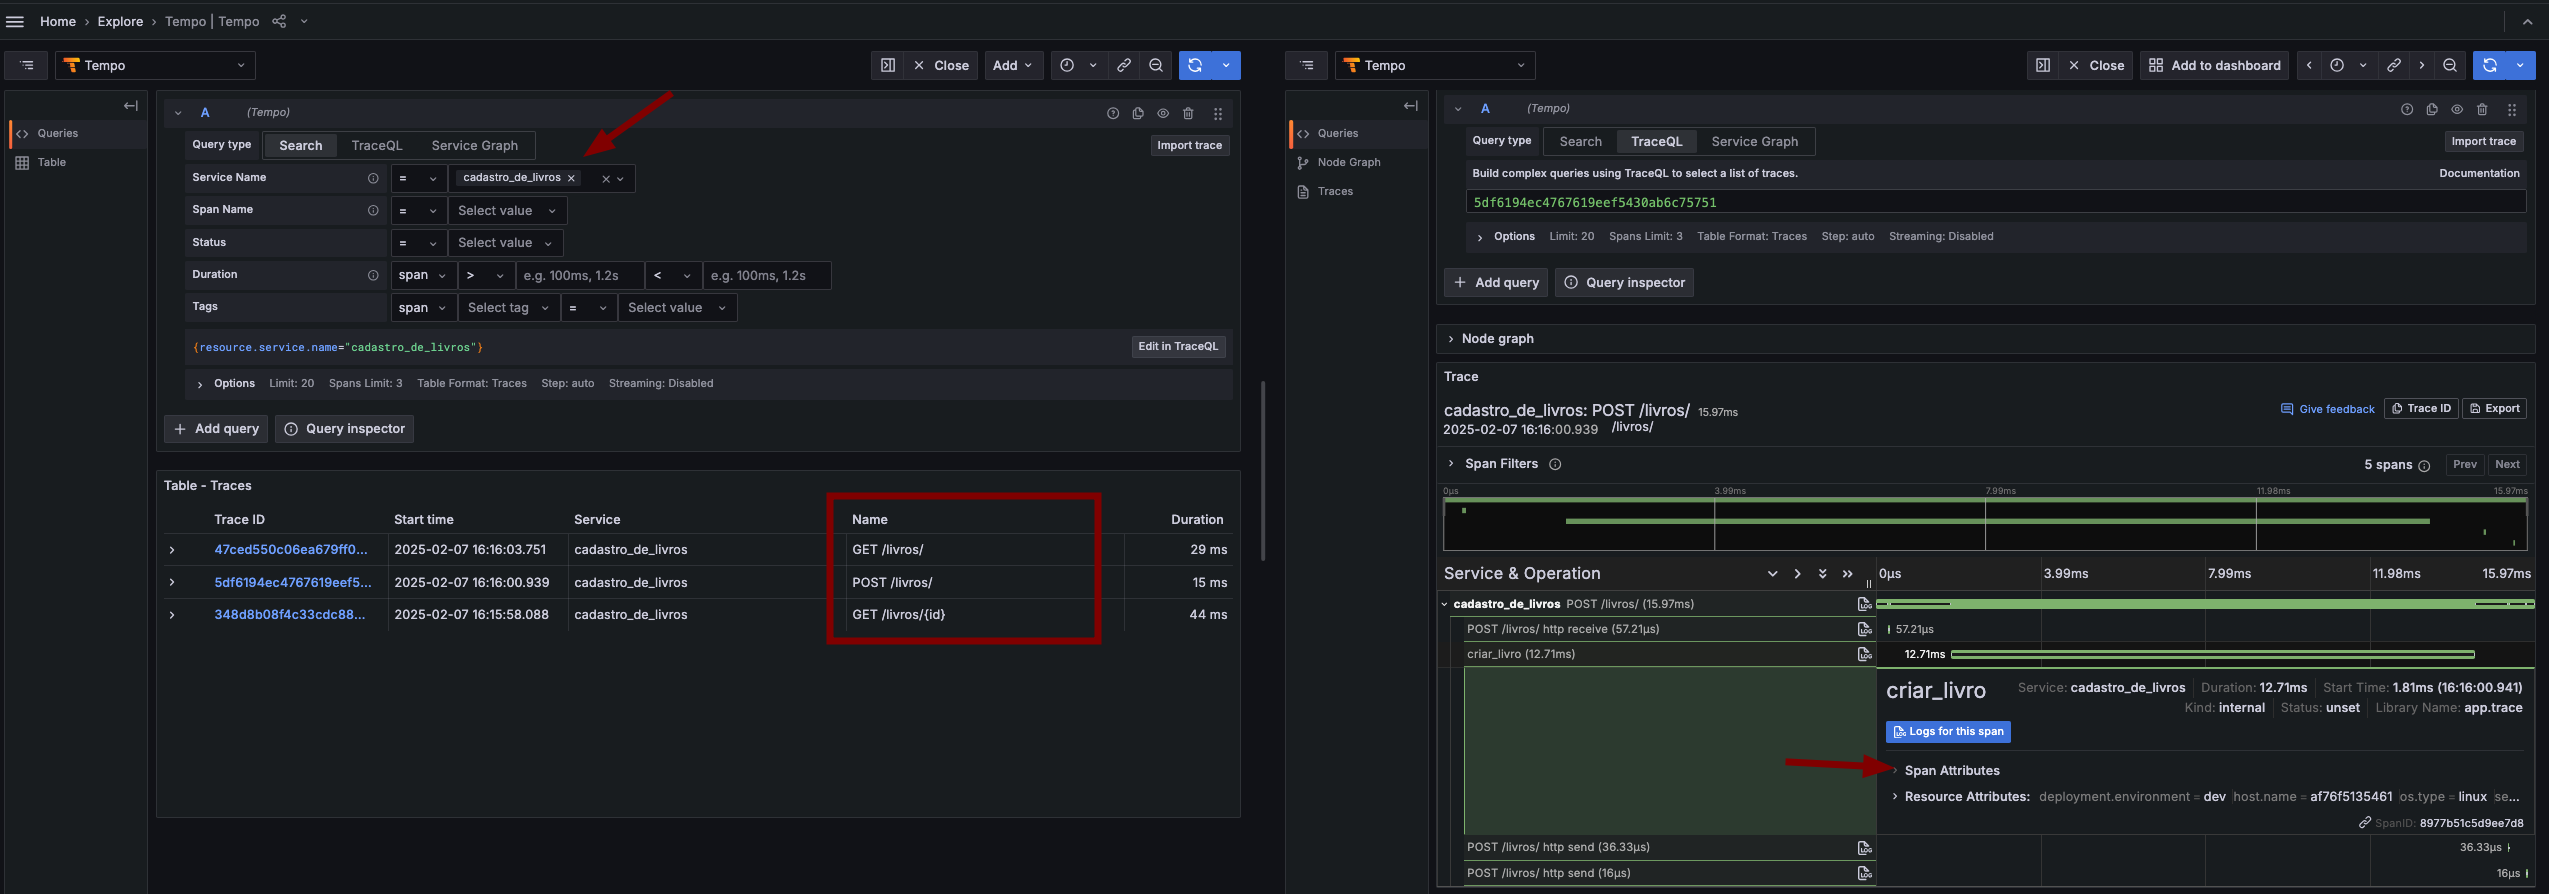 Home › Explore › Tempo | Tempo
Tempo
Close
Add
Queries
Table
A (Tempo)
Query type Search TraceQL Service Graph Import trace
Service Name = cadastro_de_livros
Span Name = Select value
Status = Select value
Duration span > e.g. 100ms, 1.2s < e.g. 100ms, 1.2s
Tags span Select tag = Select value
{resource.service.name="cadastro_de_livros"} Edit in TraceQL
Options Limit: 20 Spans Limit: 3 Table Format: Traces Step: auto Streaming: Disabled
+ Add query Query inspector
Table - Traces
Trace ID Start time Service Name Duration
47ced550c06ea679ff0... 2025-02-07 16:16:03.751 cadastro_de_livros GET /livros/ 29 ms
5df6194ec4767619eef5... 2025-02-07 16:16:00.939 cadastro_de_livros POST /livros/ 15 ms
348d8b08f4c33cdc88... 2025-02-07 16:15:58.088 cadastro_de_livros GET /livros/{id} 44 ms
Tempo
Close
Add to dashboard
Queries
Node Graph
Traces
A (Tempo)
Query type Search TraceQL Service Graph Import trace
Build complex queries using TraceQL to select a list of traces. Documentation
5df6194ec4767619eef5430ab6c75751
Options Limit: 20 Spans Limit: 3 Table Format: Traces Step: auto Streaming: Disabled
+ Add query Query inspector
Node graph
Trace
cadastro_de_livros: POST /livros/ 15.97ms
Give feedback Trace ID Export
2025-02-07 16:16:00.939 /livros/
Span Filters 5 spans Prev Next
0μs 3.99ms 7.99ms 11.98ms 15.97ms
Service & Operation 0μs 3.99ms 7.99ms 11.98ms 15.97ms
cadastro_de_livros POST /livros/ (15.97ms) LOG
POST /livros/ http receive (57.21μs) LOG 57.21μs
criar_livro (12.71ms) LOG 12.71ms
criar_livro Service: cadastro_de_livros Duration: 12.71ms Start Time: 1.81ms (16:16:00.941)
Kind: internal Status: unset Library Name: app.trace
Logs for this span
Span Attributes
Resource Attributes: deployment.environment = dev host.name = af76f5135461 os.type = linux se...
SpanID: 8977b51c5d9ee7d8
POST /livros/ http send (36.33μs) LOG 36.33μs
POST /livros/ http send (16μs) LOG 16μs